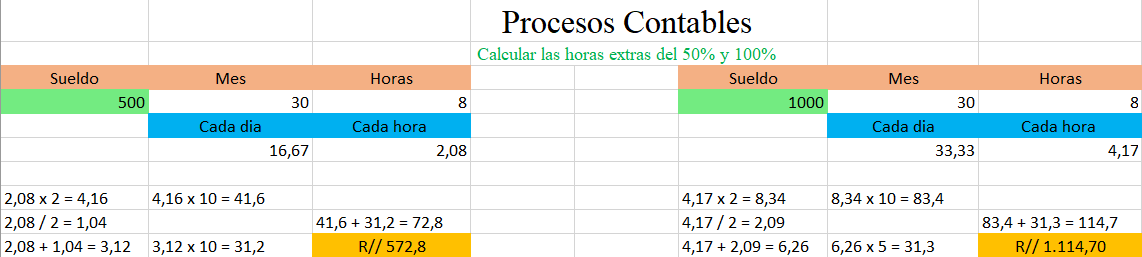 Procesos Contables
Calcular las horas extras del 50% y 100%
Sueldo Mes Horas Sueldo Mes Horas
500 30 8 1000 30 8
Cada dia Cada hora Cada dia Cada hora
16,67 2,08 33,33 4,17
2,08 x 2 = 4,16 4,16 x 10 = 41,6 4,17 x 2 = 8,34 8,34 x 10 = 83,4
2,08 / 2 = 1,04 41,6 + 31,2 = 72,8 4,17 / 2 = 2,09 83,4 + 31,3 = 114,7
2,08 + 1,04 = 3,12 3,12 x 10 = 31,2 R// 572,8 4,17 + 2,09 = 6,26 6,26 x 5 = 31,3 R// 1.114,70